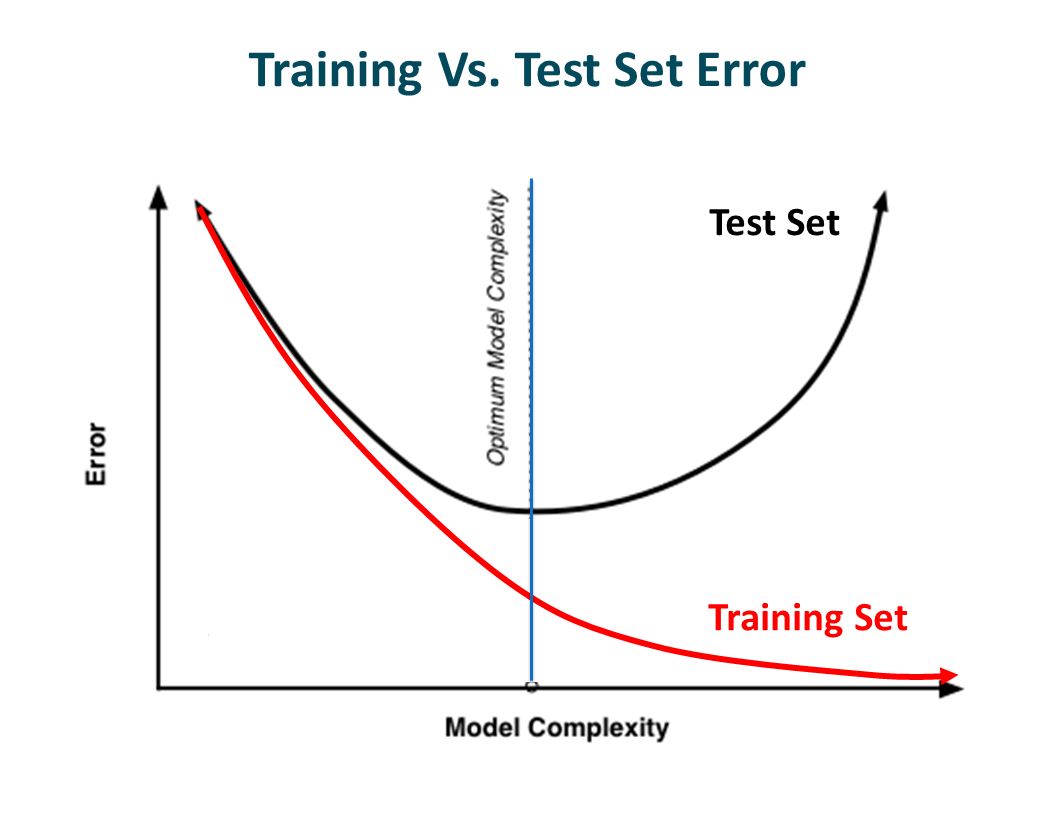 Training Vs. Test Set Error
Optimum Model Complexity
Test Set
Error
Training Set
Model Complexity